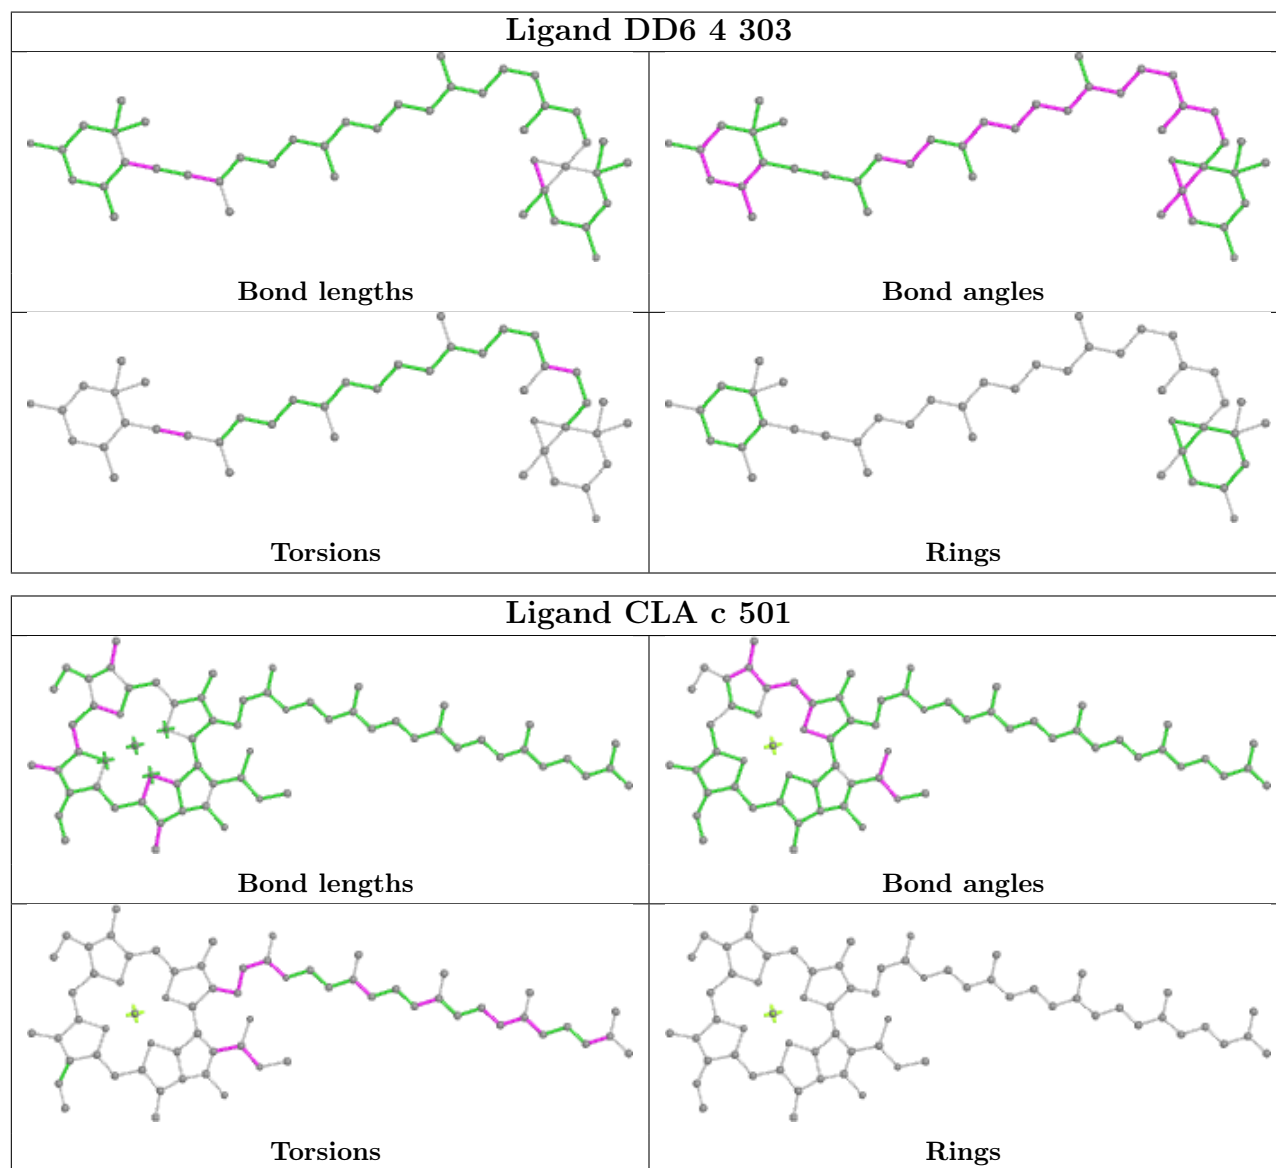 Ligand DD6 4 303
Bond lengths
Bond angles
Torsions
Rings
Ligand CLA c 501
Bond lengths
Bond angles
Torsions
Rings